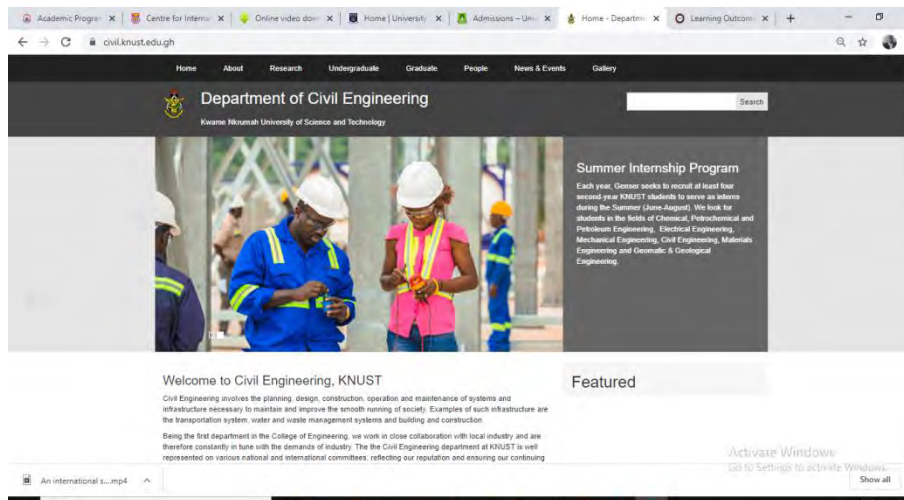 Academic Progra
Centre for Interna
Online video dow
Home | University
Admissions – Uni
Home - Departm
Learning Outcom
civil.knust.edu.gh
Home About Research Undergraduate Graduate People News & Events Gallery
Department of Civil Engineering
Search
Kwame Nkrumah University of Science and Technology
Summer Internship Program
Each year, Genser seeks to recruit at least four
second-year KNUST students to serve as interns
during the Summer (June-August). We look for
students in the fields of Chemical, Petrochemical and
Petroleum Engineering, Electrical Engineering,
Mechanical Engineering, Civil Engineering, Materials
Engineering and Geomatic & Geological
Engineering.
Welcome to Civil Engineering, KNUST
Civil Engineering involves the planning, design, construction, operation and maintenance of systems and
infrastructure necessary to maintain and improve the smooth running of society. Examples of such infrastructure are
the transportation system, water and waste management systems and building and construction
Being the first department in the College of Engineering, we work in close collaboration with local industry and are
therefore constantly in tune with the demands of industry. The the Civil Engineering department at KNUST is well
represented on various national and international committees, reflecting our reputation and ensuring our continuing
Featured
Activate Windows
Go to Settings to activate Windows.
An international s....mp4
Show all